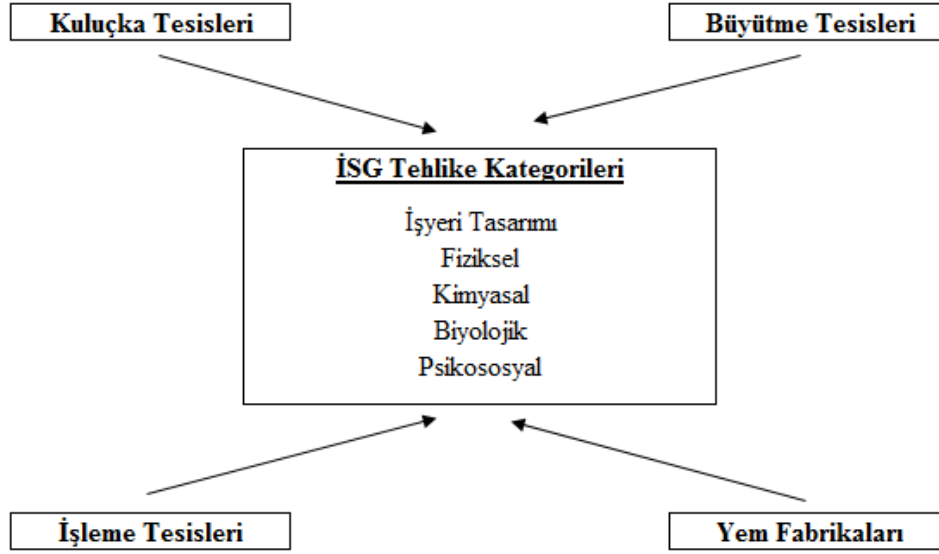 Kuluçka Tesisleri
Büyütme Tesisleri
İSG Tehlike Kategorileri
İşyeri Tasarımı
Fiziksel
Kimyasal
Biyolojik
Psikososyal
İşleme Tesisleri
Yem Fabrikaları